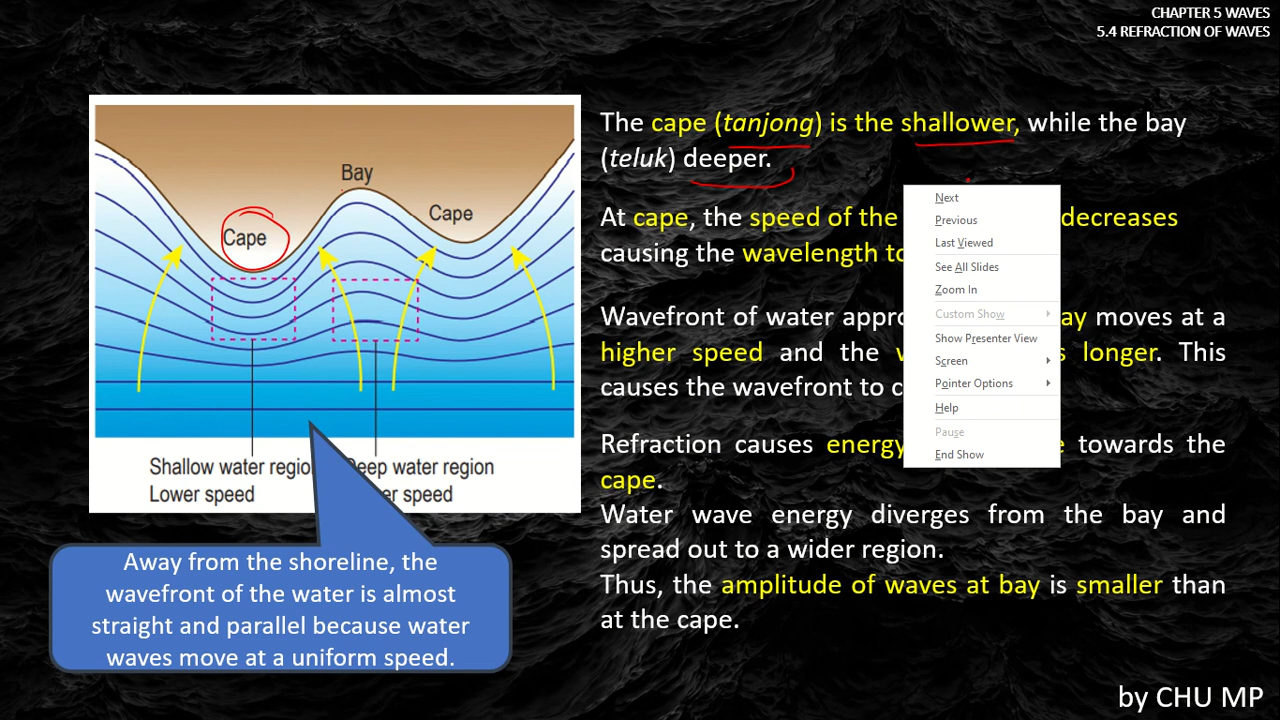 CHAPTER 5 WAVES
5.4 REFRACTION OF WAVES
Bay
Cape
Cape
Shallow water regio
Lower speed
eep water region
er speed
Away from the shoreline, the
wavefront of the water is almost
straight and parallel because water
waves move at a uniform speed.
The cape (tanjong) is the shallower, while the bay
(teluk) deeper.
At cape, the speed of the decreases
causing the wavelength to
Wavefront of water appro ay moves at a
higher speed and the longer. This
causes the wavefront to c
Refraction causes energy towards the
cape.
Water wave energy diverges from the bay and
spread out to a wider region.
Thus, the amplitude of waves at bay is smaller than
at the cape.
Next
Previous
Last Viewed
See All Slides
Zoom In
Custom Show
Show Presenter View
Screen
Pointer Options
Help
Pause
End Show
by CHU MP